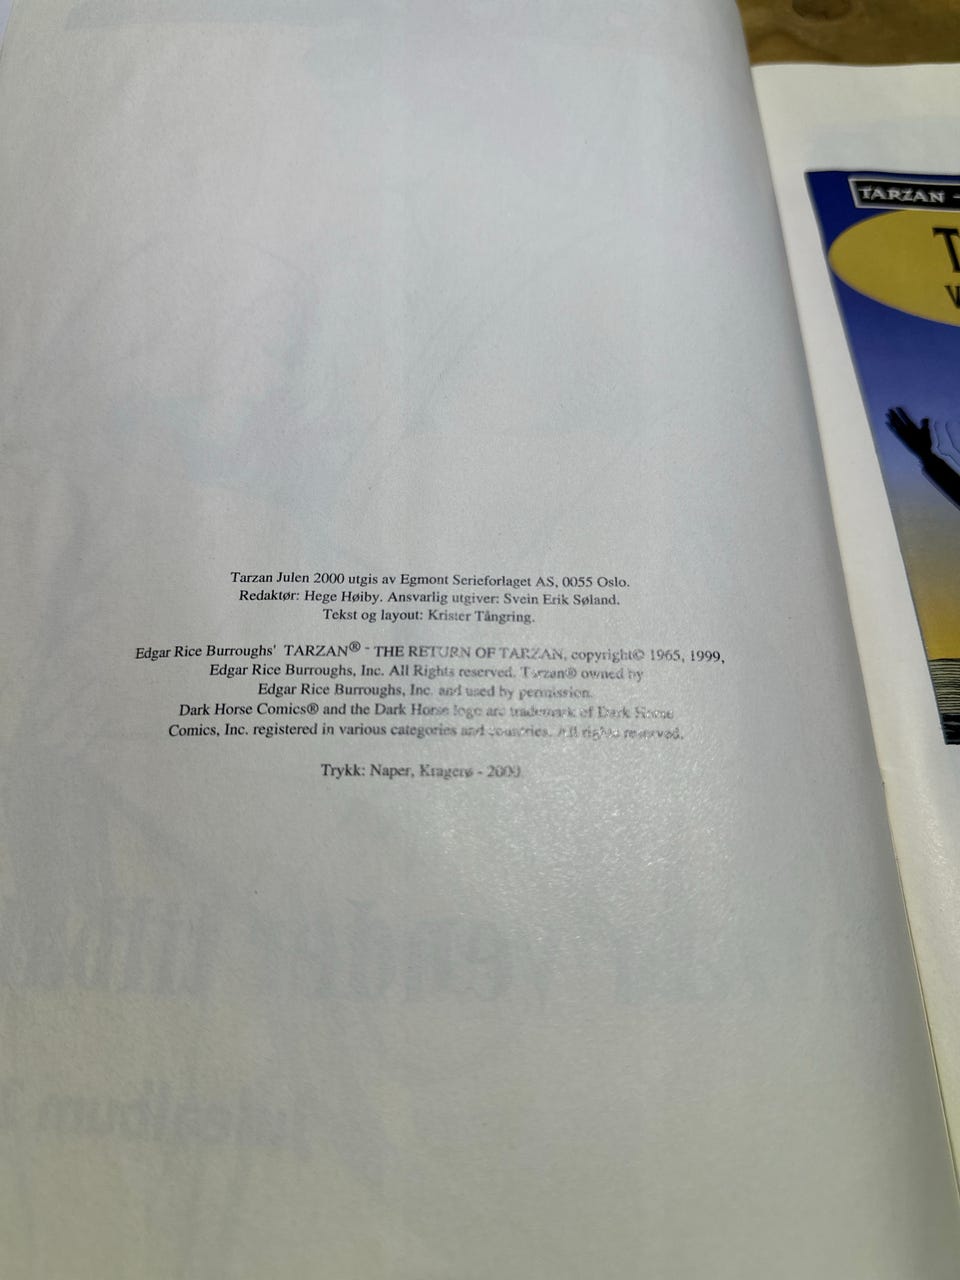 Tarzan Julen 2000 utgis av Egmont Serieforlaget AS, 0055 Oslo.
Redaktør: Hege Høiby. Ansvarlig utgiver: Svein Erik Søland.
Tekst og layout: Krister Tångring.
Edgar Rice Burroughs' TARZAN® - THE RETURN OF TARZAN, copyright© 1965, 1999,
Edgar Rice Burroughs, Inc. All Rights reserved. Tarzan® owned by
Edgar Rice Burroughs, Inc. and used by permission.
Dark Horse Comics® and the Dark Horse logo are trademark of Dark Horse
Comics, Inc. registered in various categories and countries. All rights reserved.
Trykk: Naper, Kragerø - 2000
TARZAN -